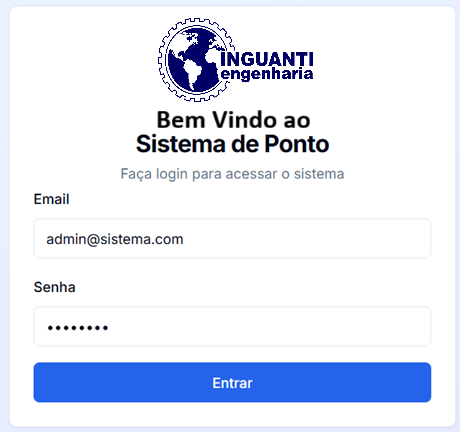 INGUANTI
engenharia
Bem Vindo ao
Sistema de Ponto
Faça login para acessar o sistema
Email
admin@sistema.com
Senha
••••••••
Entrar